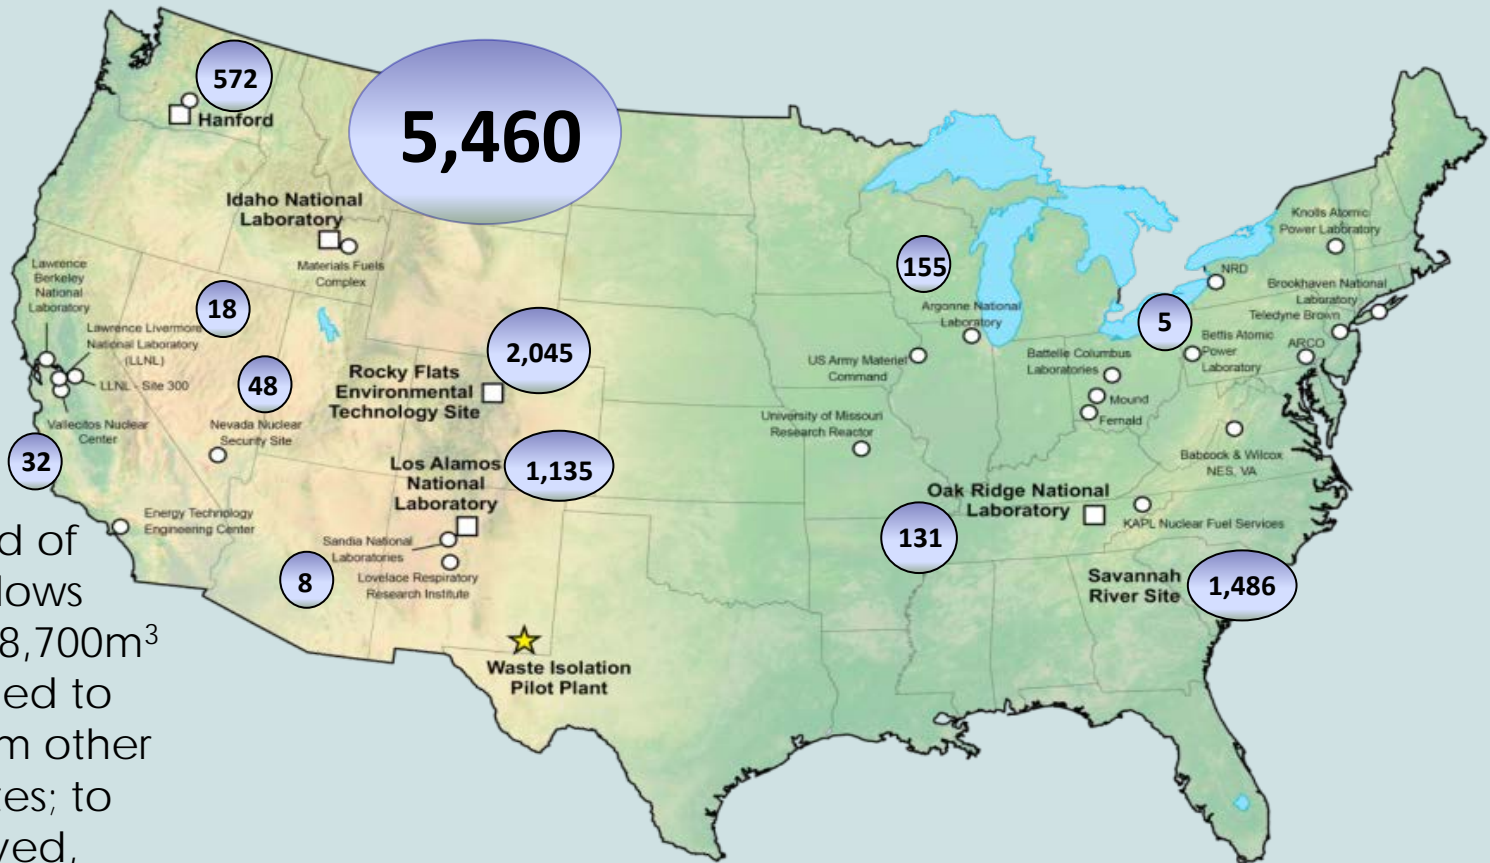 572
Hanford
5,460
Idaho National
Laboratory
Materials Fuels
Complex
Lawrence
Berkeley
National
Laboratory
18
Lawrence Livermore
National Laboratory
(LLNL)
LLNL - Site 300
48
Vallecitos Nuclear
Center
Nevada Nuclear
Security Site
32
Energy Technology
Engineering Center
2,045
Rocky Flats
Environmental
Technology Site
Los Alamos
National
Laboratory
1,135
Sandia National
Laboratories
8
Lovelace Respiratory
Research Institute
Waste Isolation
Pilot Plant
155
Argonne National
Laboratory
US Army Materiel
Command
University of Missouri
Research Reactor
Battelle Columbus
Laboratories
Mound
Fernald
5
Bettis Atomic
Power
Laboratory
Knolls Atomic
Power Laboratory
NRD
Brookhaven National
Laboratory
Teledyne Brown
ARCO
Babcock & Wilcox
NES, VA
Oak Ridge National
Laboratory
KAPL Nuclear Fuel Services
131
Savannah
River Site
1,486
d of
lows
8,700m³
ed to
m other
tes; to
ved,